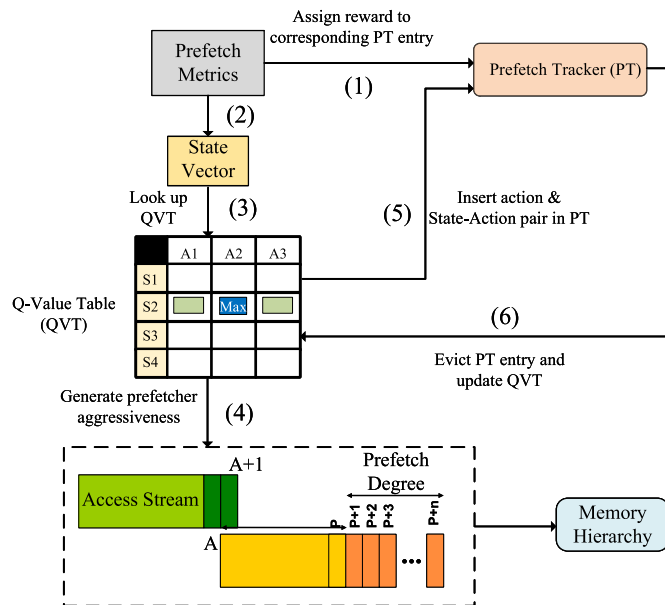 Assign reward to
corresponding PT entry
Prefetch
Metrics
(1)
Prefetch Tracker (PT)
(2)
State
Vector
Look up
QVT
(3)
(5)
Insert action &
State-Action pair in PT
A1 A2 A3
S1
S2 Max
S3
S4
Q-Value Table
(QVT)
(6)
Evict PT entry and
update QVT
Generate prefetcher
aggressiveness
(4)
A+1
Prefetch
Degree
Access Stream
P P+1 P+2 P+3 P+n
A
•••
Memory
Hierarchy